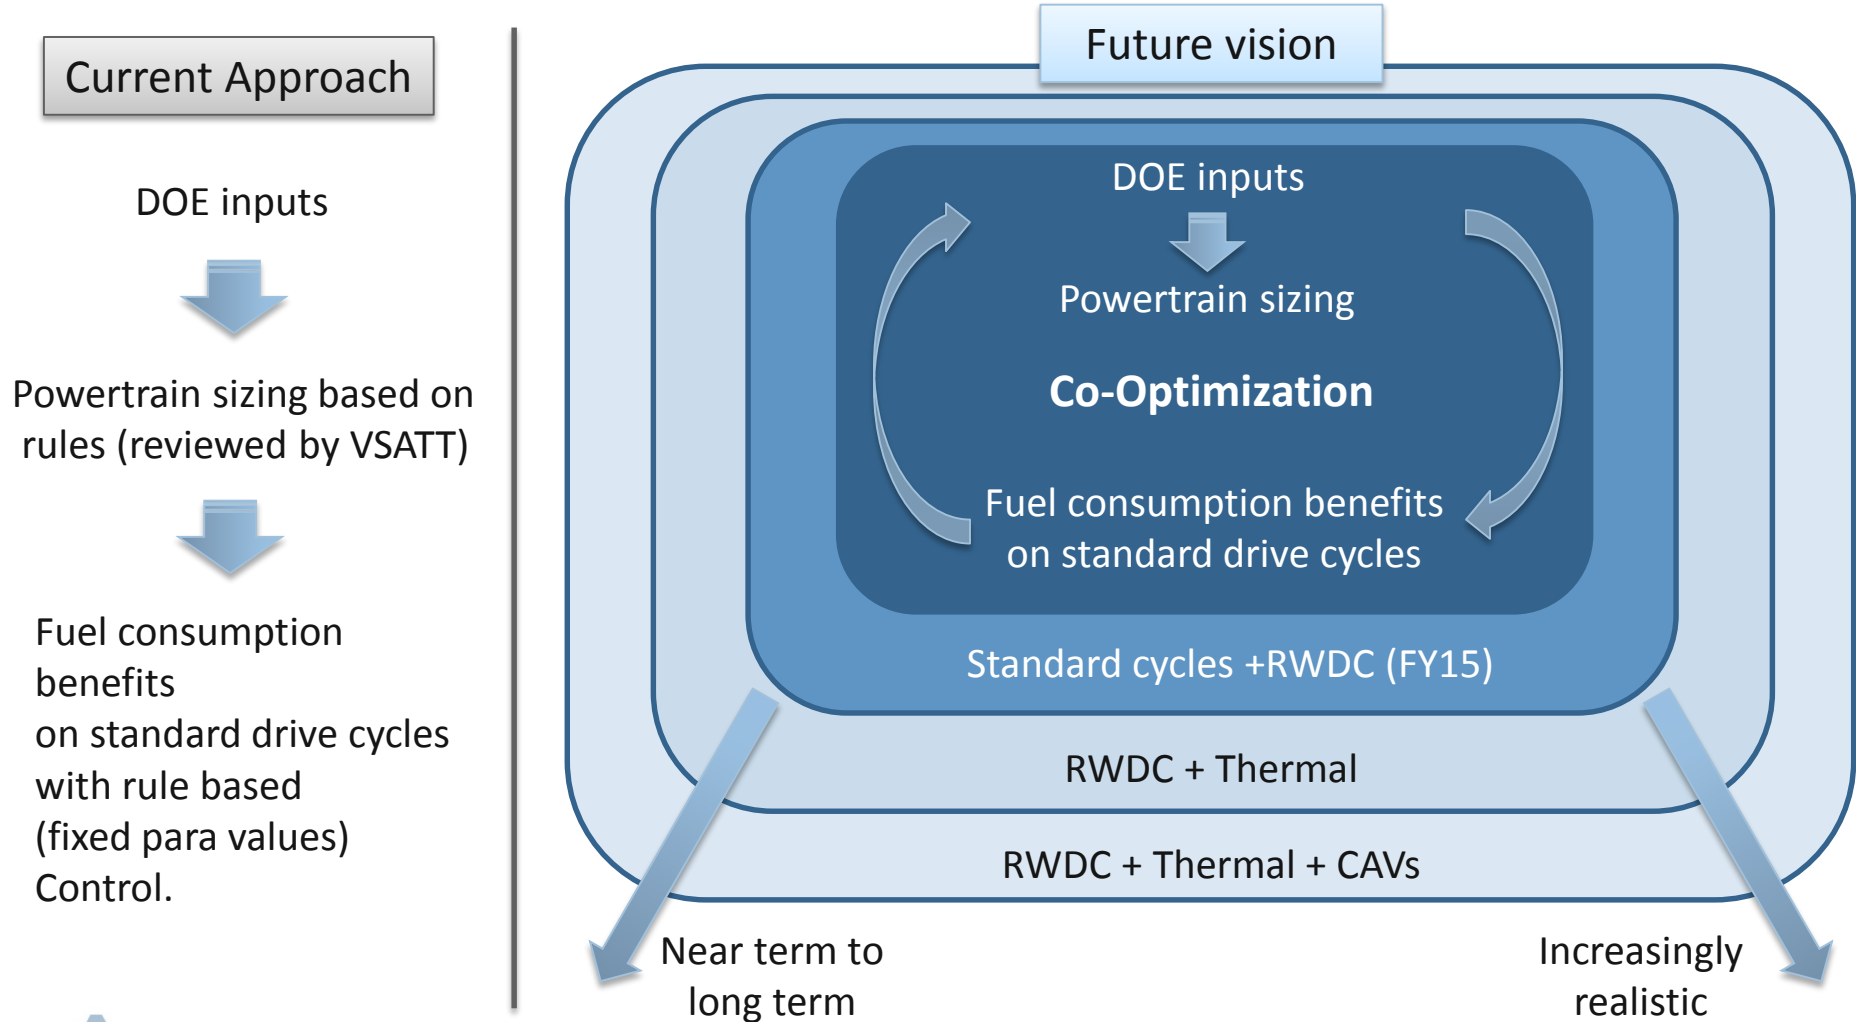 Current Approach
DOE inputs
Powertrain sizing based on
rules (reviewed by VSATT)
Fuel consumption
benefits
on standard drive cycles
with rule based
(fixed para values)
Control.
Future vision
DOE inputs
Powertrain sizing
Co-Optimization
Fuel consumption benefits
on standard drive cycles
Standard cycles +RWDC (FY15)
RWDC + Thermal
RWDC + Thermal + CAVs
Near term to
long term
Increasingly
realistic